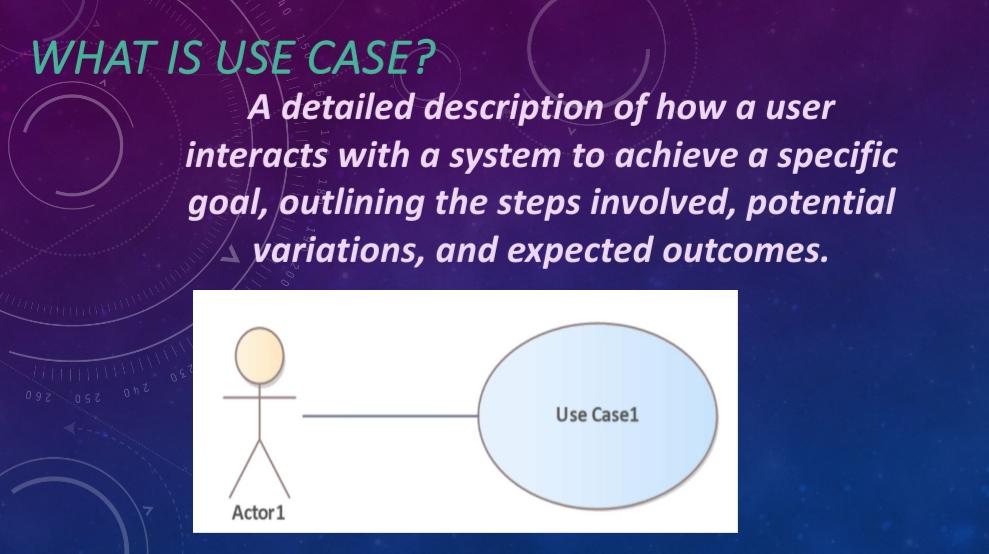 WHAT IS USE CASE?
A detailed description of how a user
interacts with a system to achieve a specific
goal, outlining the steps involved, potential
variations, and expected outcomes.
Use Case1
Actor1